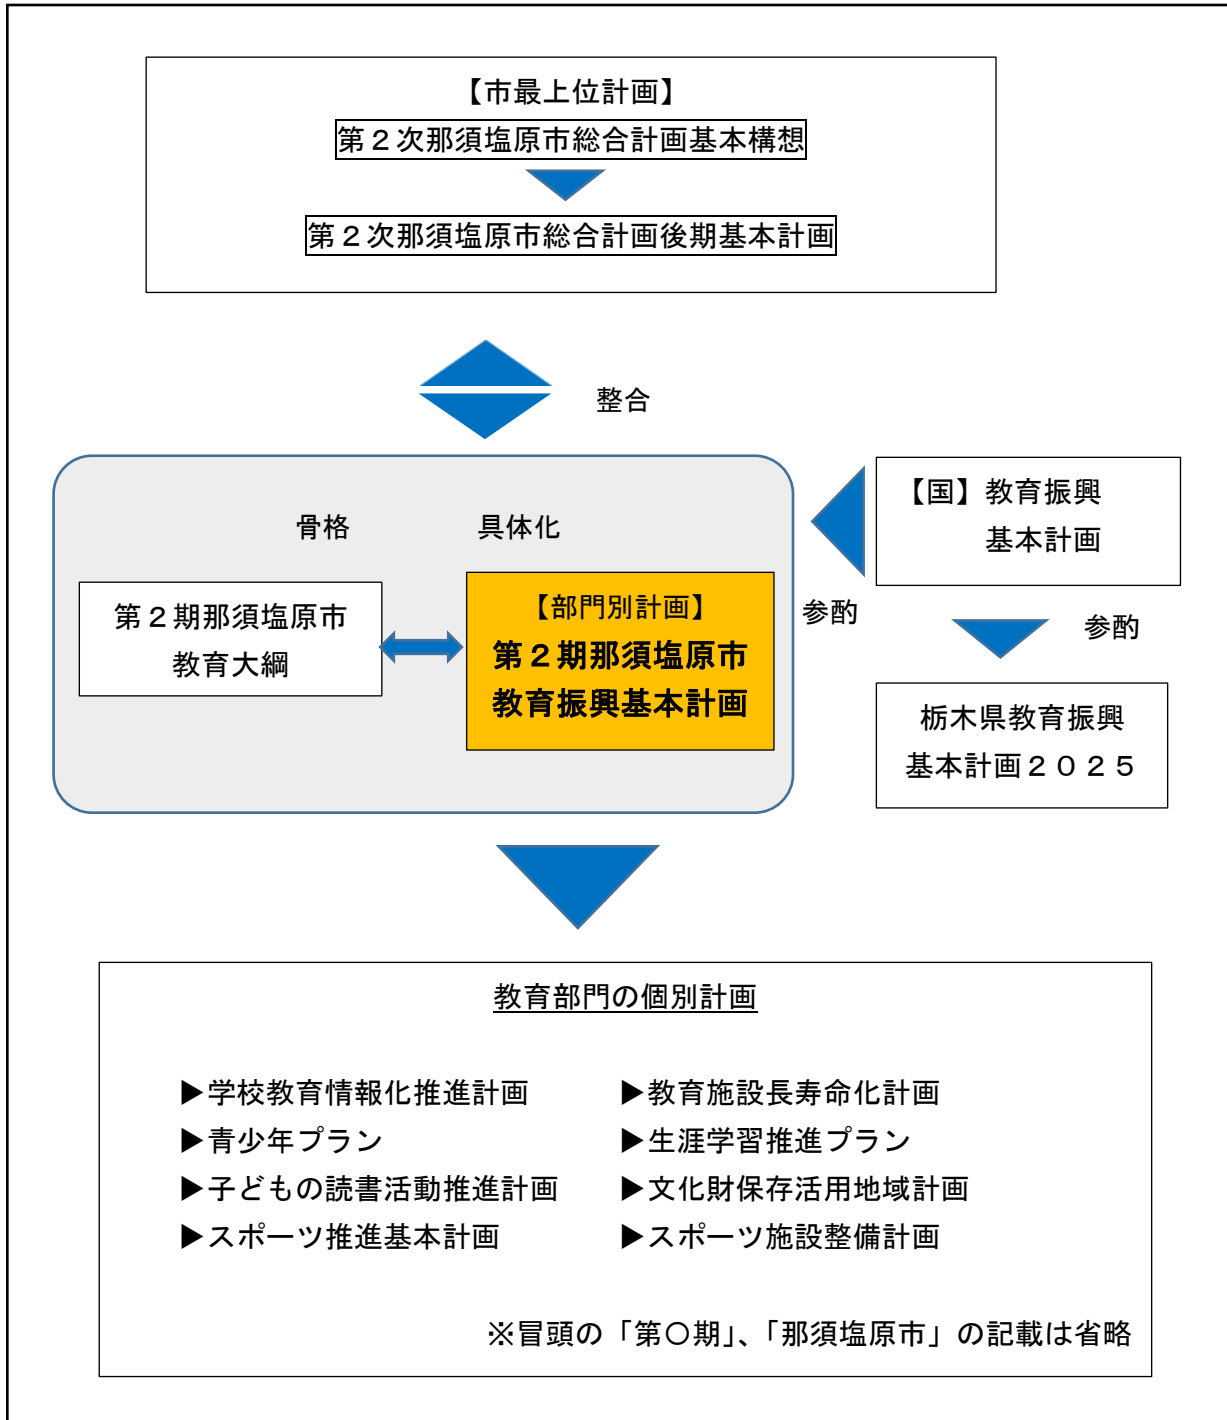 【市最上位計画】
第２次那須塩原市総合計画基本構想
第２次那須塩原市総合計画後期基本計画
整合
骨格
具体化
第２期那須塩原市
教育大綱
【部門別計画】
第２期那須塩原市
教育振興基本計画
参酌
【国】教育振興
基本計画
参酌
栃木県教育振興
基本計画２０２５
教育部門の個別計画
▶学校教育情報化推進計画
▶教育施設長寿命化計画
▶青少年プラン
▶生涯学習推進プラン
▶子どもの読書活動推進計画
▶文化財保存活用地域計画
▶スポーツ推進基本計画
▶スポーツ施設整備計画
※冒頭の「第〇期」、「那須塩原市」の記載は省略